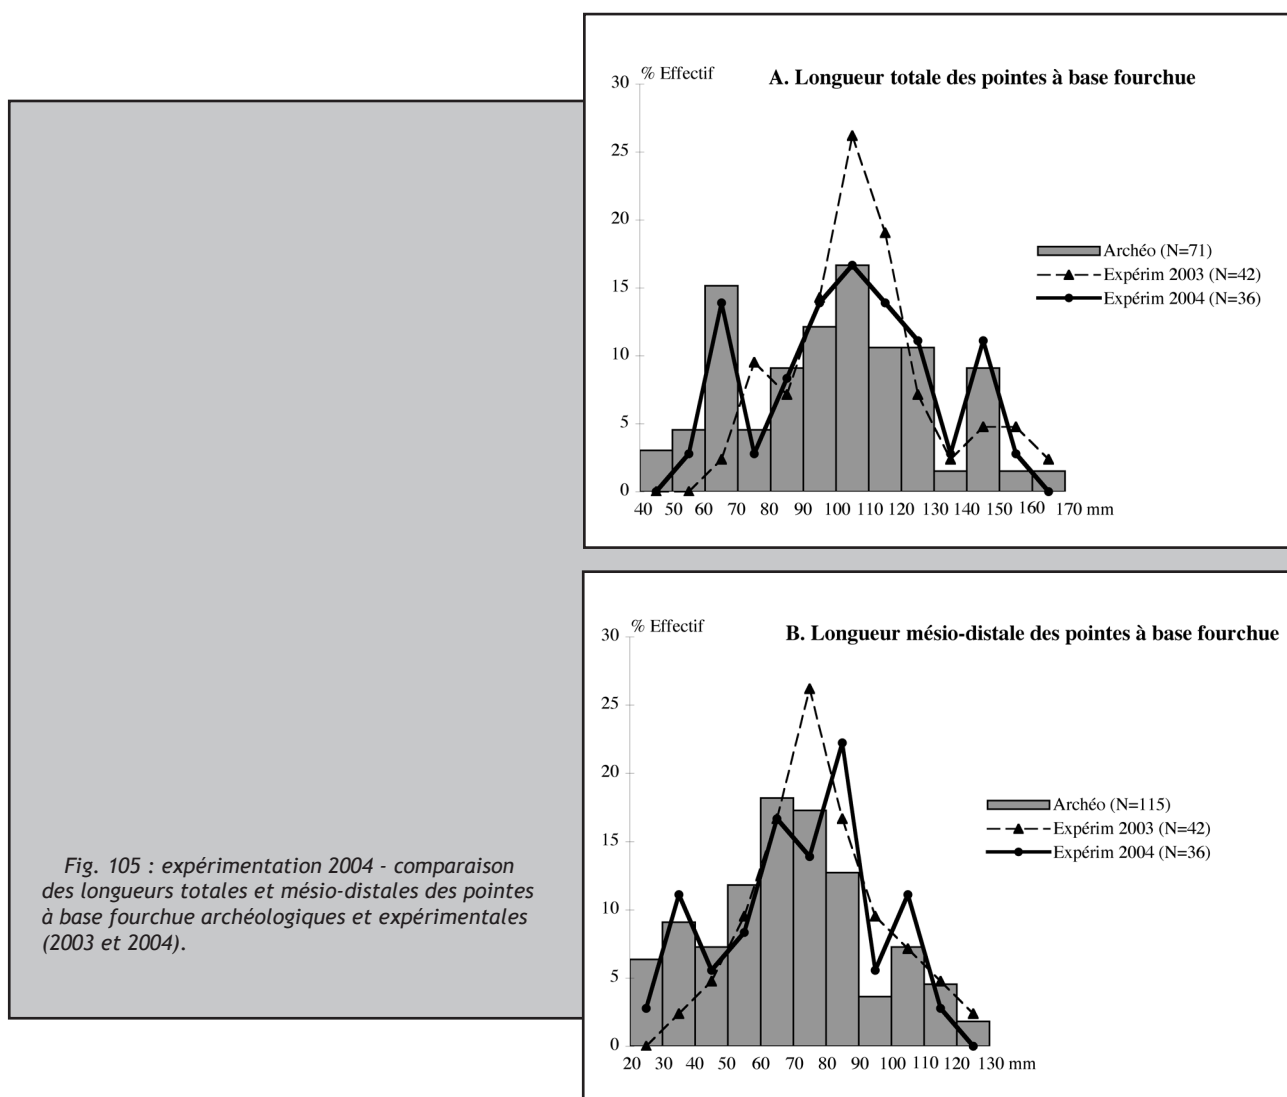 % Effectif
A. Longueur totale des pointes à base fourchue
30
25
20
15
10
5
0
40 50 60 70 80 90 100 110 120 130 140 150 160 170 mm
Archéo (N=71)
Expérim 2003 (N=42)
Expérim 2004 (N=36)
% Effectif
B. Longueur mésio-distale des pointes à base fourchue
30
25
20
15
10
5
0
20 30 40 50 60 70 80 90 100 110 120 130 mm
Archéo (N=115)
Expérim 2003 (N=42)
Expérim 2004 (N=36)
Fig. 105 : expérimentation 2004 - comparaison
des longueurs totales et mésio-distales des pointes
à base fourchue archéologiques et expérimentales
(2003 et 2004).